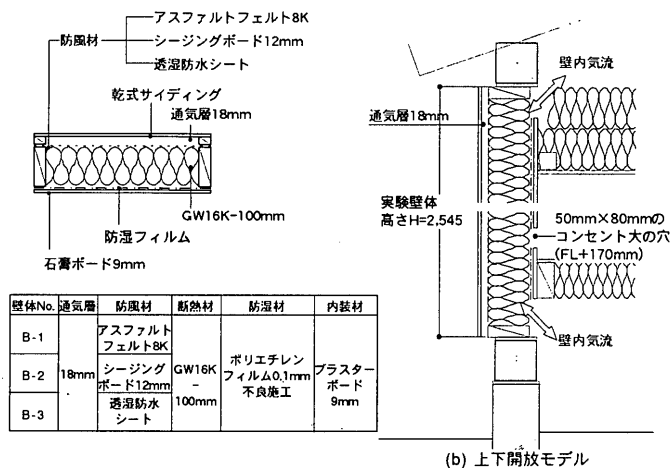 アスファルトフェルト8K
防風材
シージングボード12mm
透湿防水シート
乾式サイディング
通気層18mm
GW16K-100mm
防湿フィルム
石膏ボード9mm
壁体No. 通気層 防風材 断熱材 防湿材 内装材
B-1 18mm アスファルト
フェルト8K GW16K
-
100mm ポリエチレン
フィルム0.1mm
不良施工 プラスター
ボード
9mm
B-2 シージング
ボード12mm
B-3 透湿防水
シート
壁内気流
通気層18mm
実験壁体
高さH=2,545
50mm×80mmの
コンセント大の穴
(FL+170mm)
壁内気流
(b) 上下開放モデル